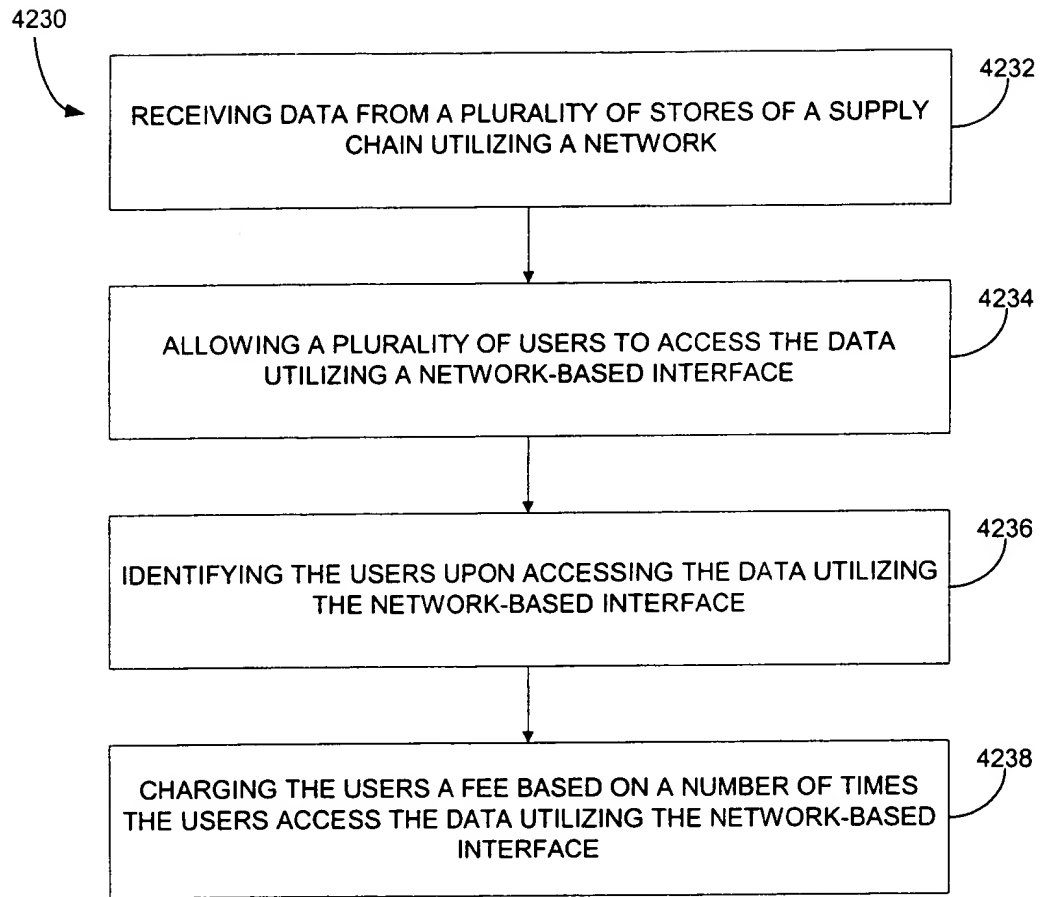 4230
4232
RECEIVING DATA FROM A PLURALITY OF STORES OF A SUPPLY
CHAIN UTILIZING A NETWORK
4234
ALLOWING A PLURALITY OF USERS TO ACCESS THE DATA
UTILIZING A NETWORK-BASED INTERFACE
4236
IDENTIFYING THE USERS UPON ACCESSING THE DATA UTILIZING
THE NETWORK-BASED INTERFACE
4238
CHARGING THE USERS A FEE BASED ON A NUMBER OF TIMES
THE USERS ACCESS THE DATA UTILIZING THE NETWORK-BASED
INTERFACE